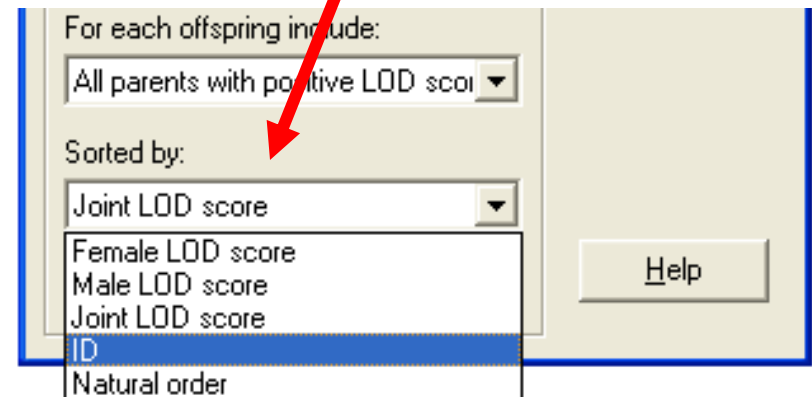 For each offspring include:
All parents with positive LOD scor
Sorted by:
Joint LOD score
Female LOD score
Male LOD score
Joint LOD score
Help
ID
Natural order